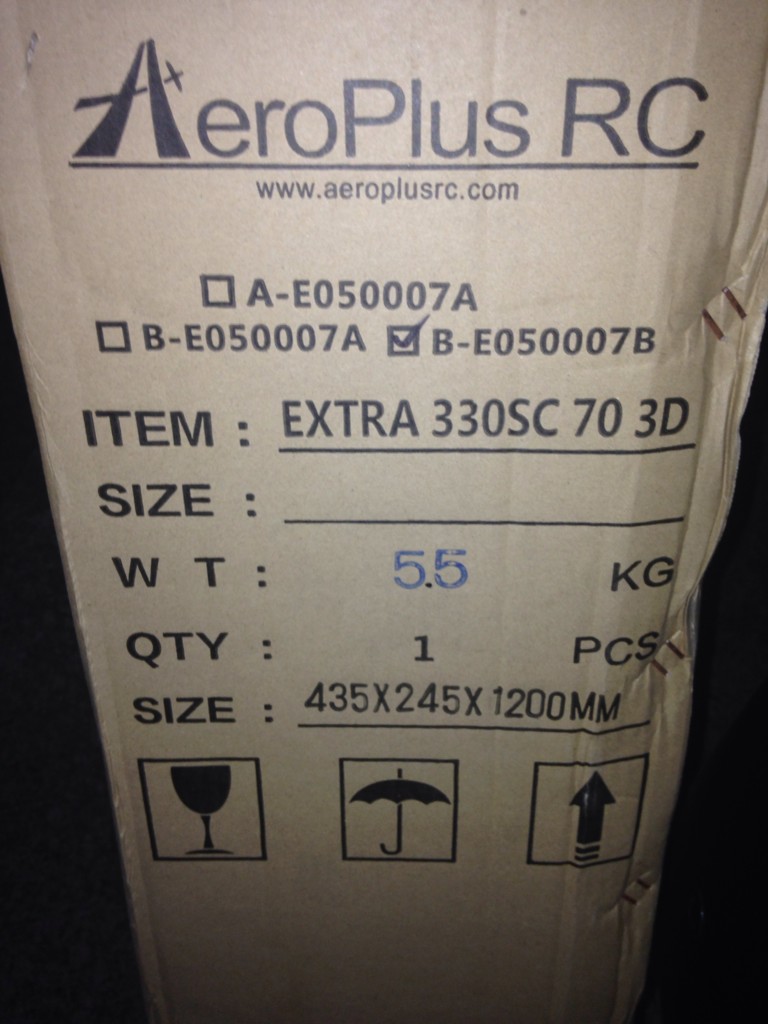 AeroPlus RC
www.aeroplusrc.com
A-E050007A
B-E050007A B-E050007B
ITEM : EXTRA 330SC 70 3D
SIZE :
W T : 5.5 KG
QTY : 1 PCS
SIZE : 435X245X1200MM